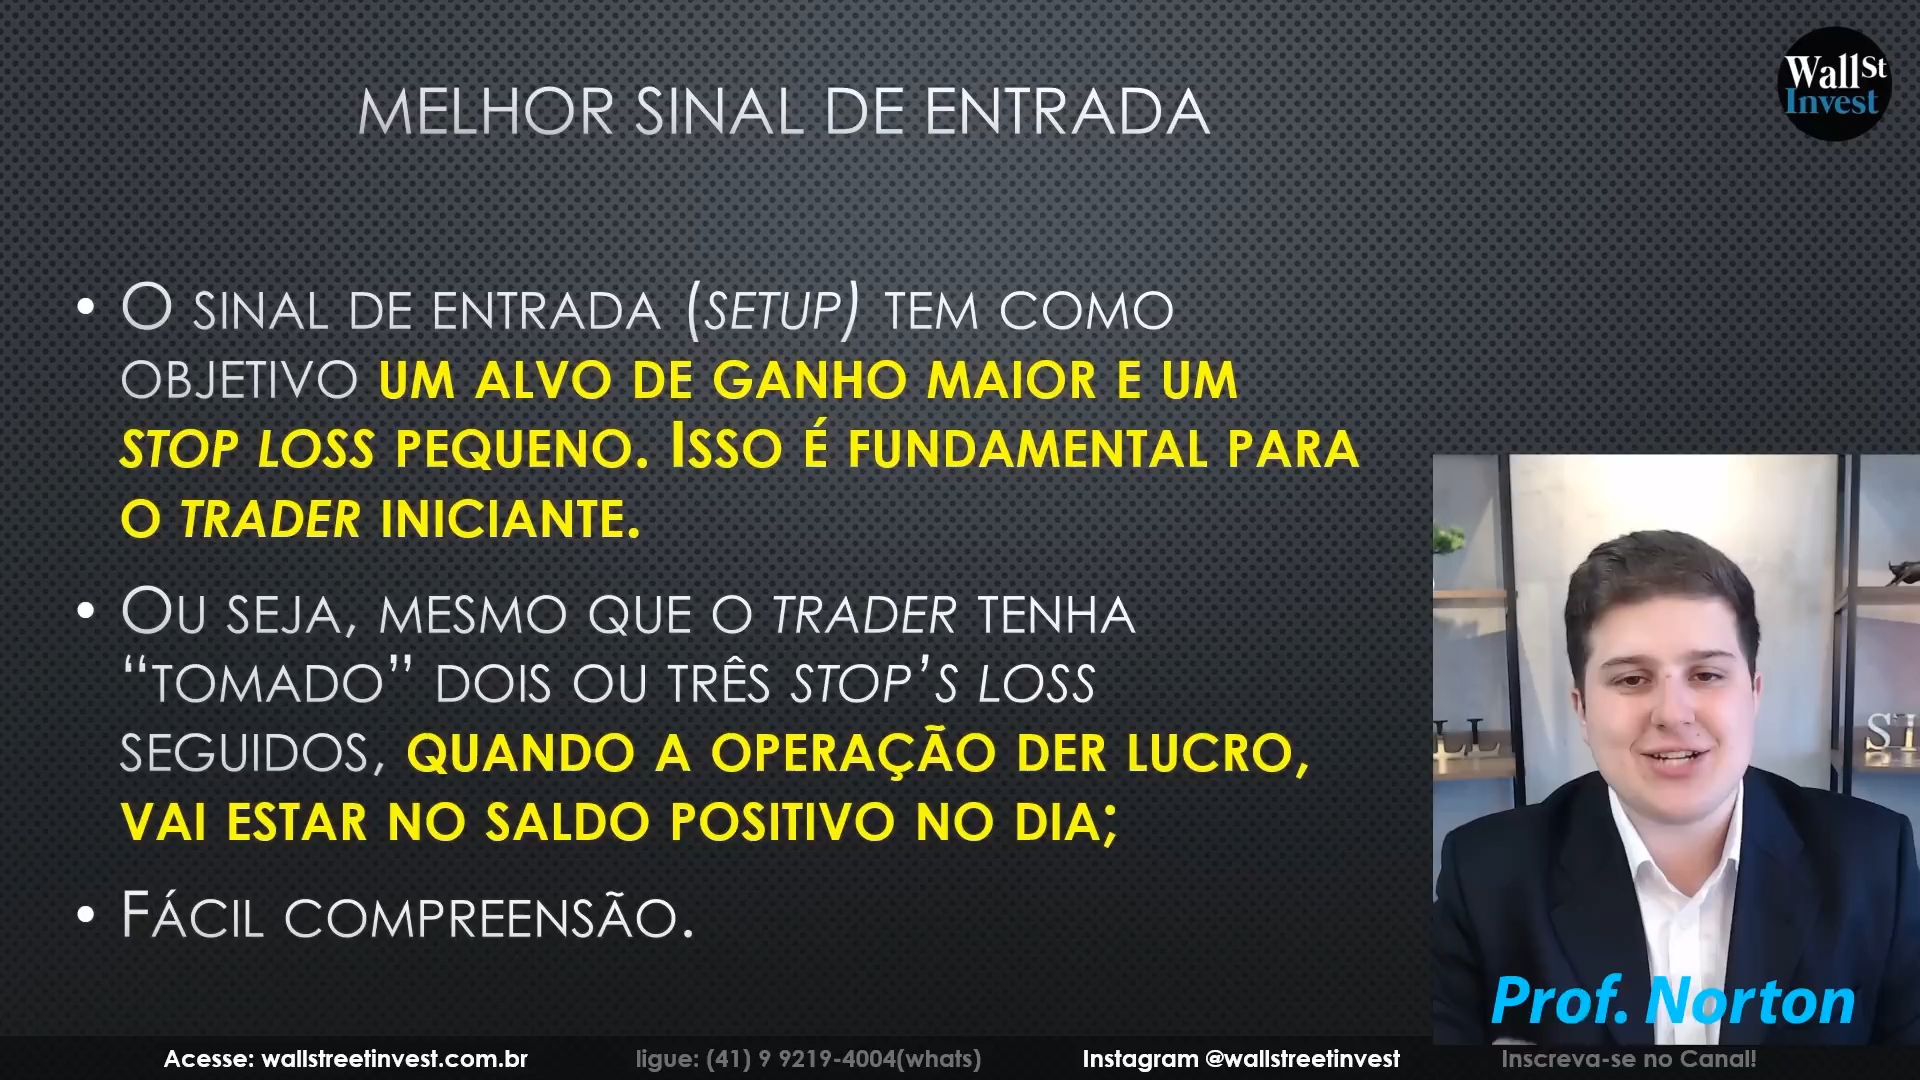 MELHOR SINAL DE ENTRADA
WallSt
Invest
• O SINAL DE ENTRADA (SETUP) TEM COMO
OBJETIVO UM ALVO DE GANHO MAIOR E UM
STOP LOSS PEQUENO. ISSO É FUNDAMENTAL PARA
O TRADER INICIANTE.
• OU SEJA, MESMO QUE O TRADER TENHA
“TOMADO” DOIS OU TRÊS STOP’S LOSS
SEGUIDOS, QUANDO A OPERAÇÃO DER LUCRO,
VAI ESTAR NO SALDO POSITIVO NO DIA;
• FÁCIL COMPREENSÃO.
LL
ST
Prof. Norton
Acesse: wallstreetinvest.com.br
ligue: (41) 9 9219-4004(whats)
Instagram @wallstreetinvest
Inscreva-se no Canal!